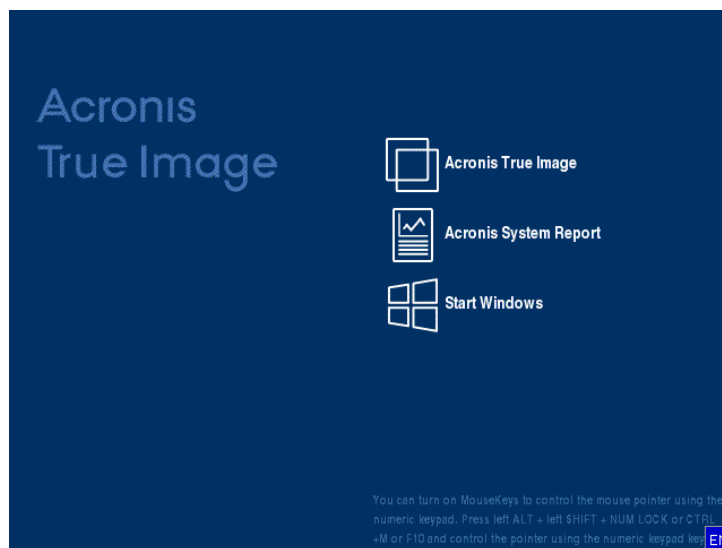 Acronis
True Image
Acronis True Image
Acronis System Report
Start Windows
You can turn on MouseKeys to control the mouse pointer using the
numeric keypad. Press left ALT + left SHIFT + NUM LOCK or CTRL
+M or F10 and control the pointer using the numeric keypad key